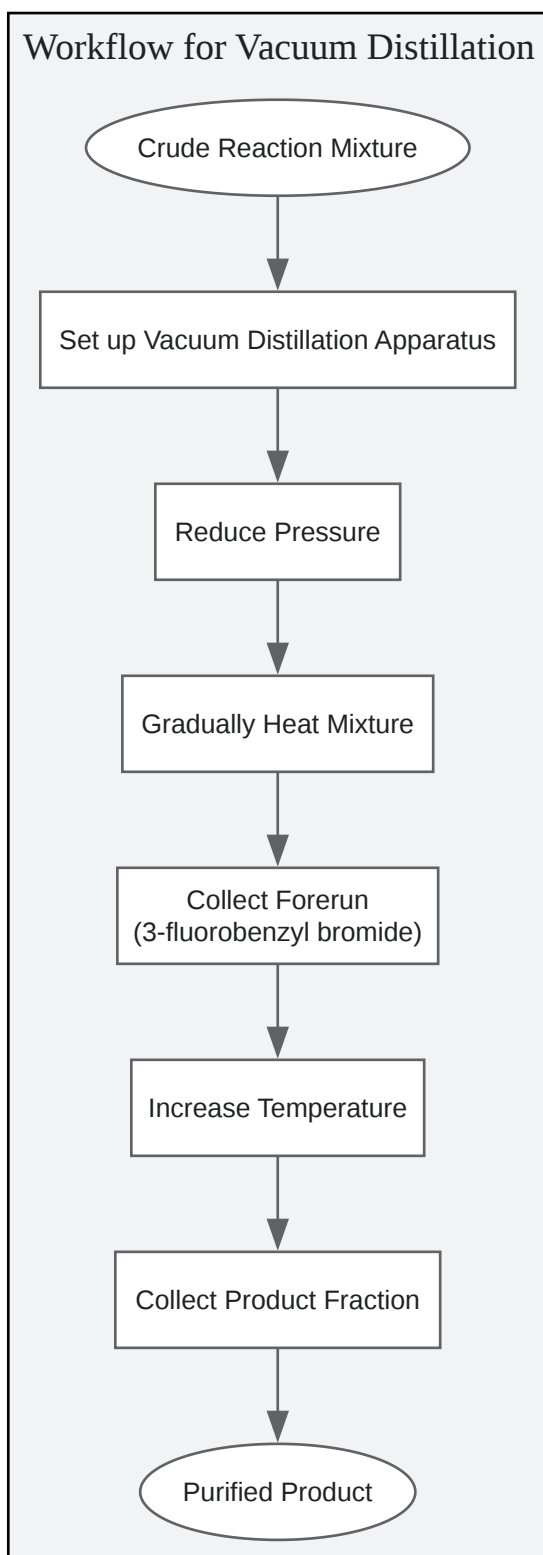 Workflow for Vacuum Distillation
Crude Reaction Mixture
Set up Vacuum Distillation Apparatus
Reduce Pressure
Gradually Heat Mixture
Collect Forerun
(3-fluorobenzyl bromide)
Increase Temperature
Collect Product Fraction
Purified Product